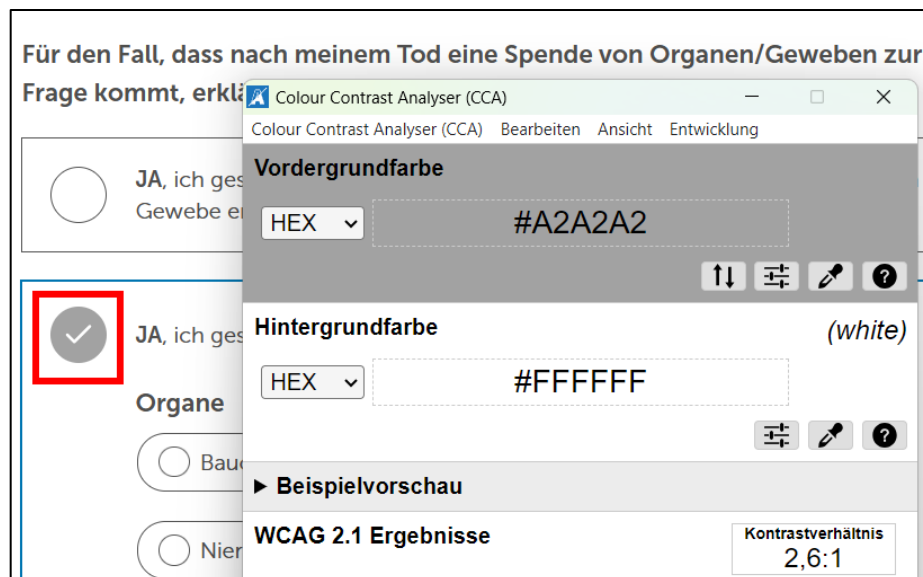 Für den Fall, dass nach meinem Tod eine Spende von Organen/Geweben zur
Frage kommt, erklä
JA, ich ges
Gewebe e
JA, ich ges
Organe
Bau
Nier
Colour Contrast Analyser (CCA)
Colour Contrast Analyser (CCA) Bearbeiten Ansicht Entwicklung
Vordergrundfarbe
HEX #A2A2A2
Hintergrundfarbe (white)
HEX #FFFFFF
Beispielvorschau
WCAG 2.1 Ergebnisse
Kontrastverhältnis
2,6:1